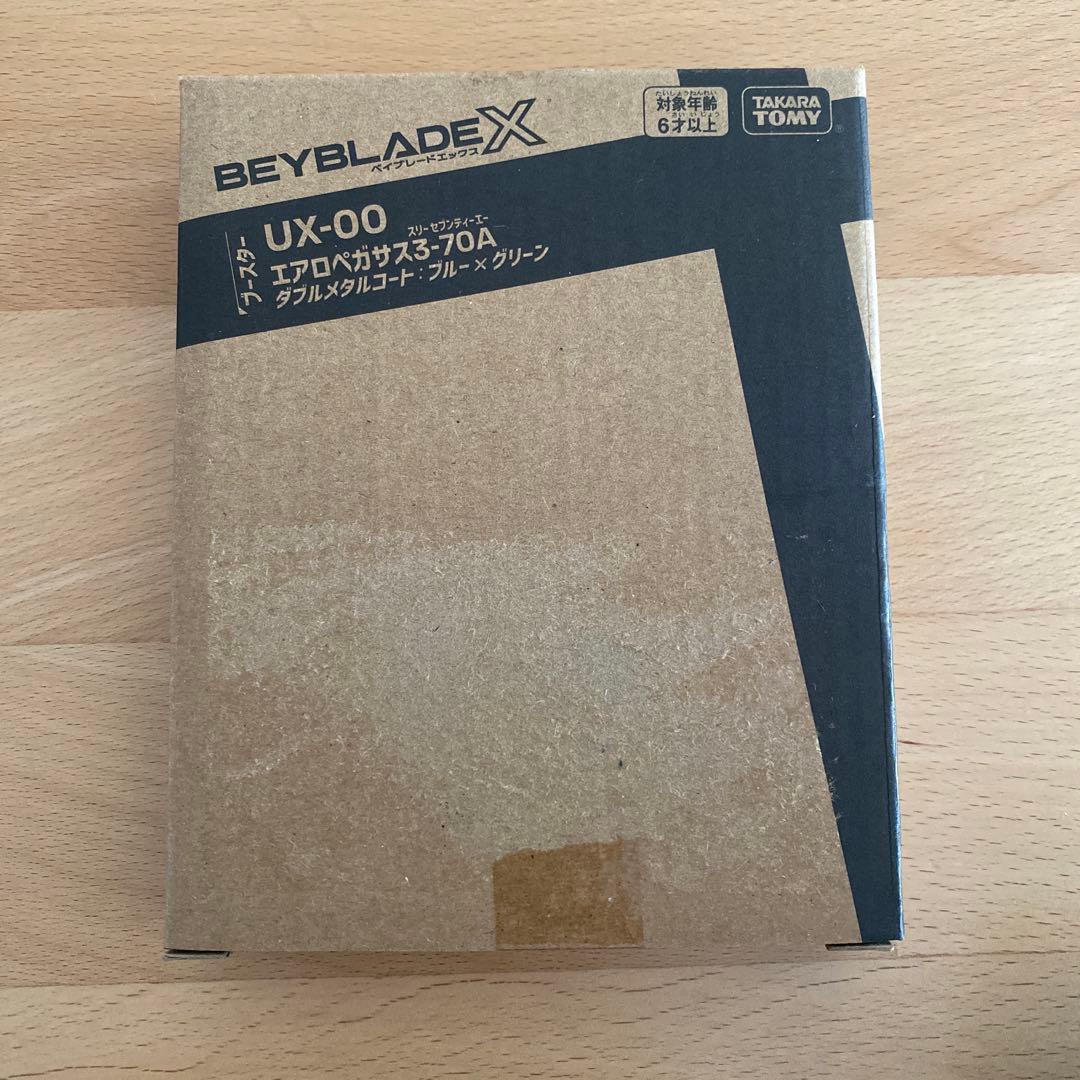 BEYBLADE X
ベイブレードエックス
たいしょうねんれい
対象年齢
さいいじょう
6才以上
TAKARA
TOMY
®
ブースター
UX-00
スリーセブンティーエー
エアロペガサス3-70A
ダブルメタルコート:ブルー×グリーン